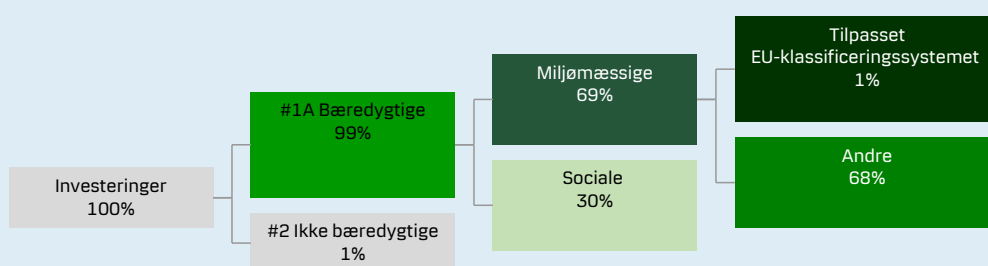 Investeringer
100%
#1A Bæredygtige
99%
#2 Ikke bæredygtige
1%
Miljømæssige
69%
Sociale
30%
Tilpasset
EU-klassificeringssystemet
1%
Andre
68%